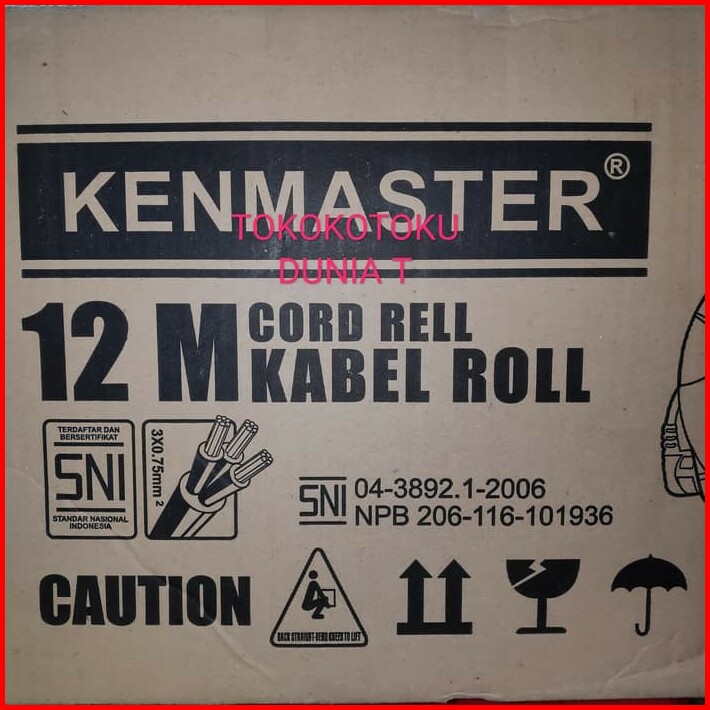 KENMASTER®
TOKOKOTOKU
DUNIA T
12 M
CORD RELL
KABEL ROLL
TERDAFTAR DAN
BERSERTIFIKAT
SNI
STANDAR NASIONAL
INDONESIA
3X0.75mm²
SNI 04-3892.1-2006
NPB 206-116-101936
CAUTION
BACK STRAIGHT-BEND KNEES TO LIFT